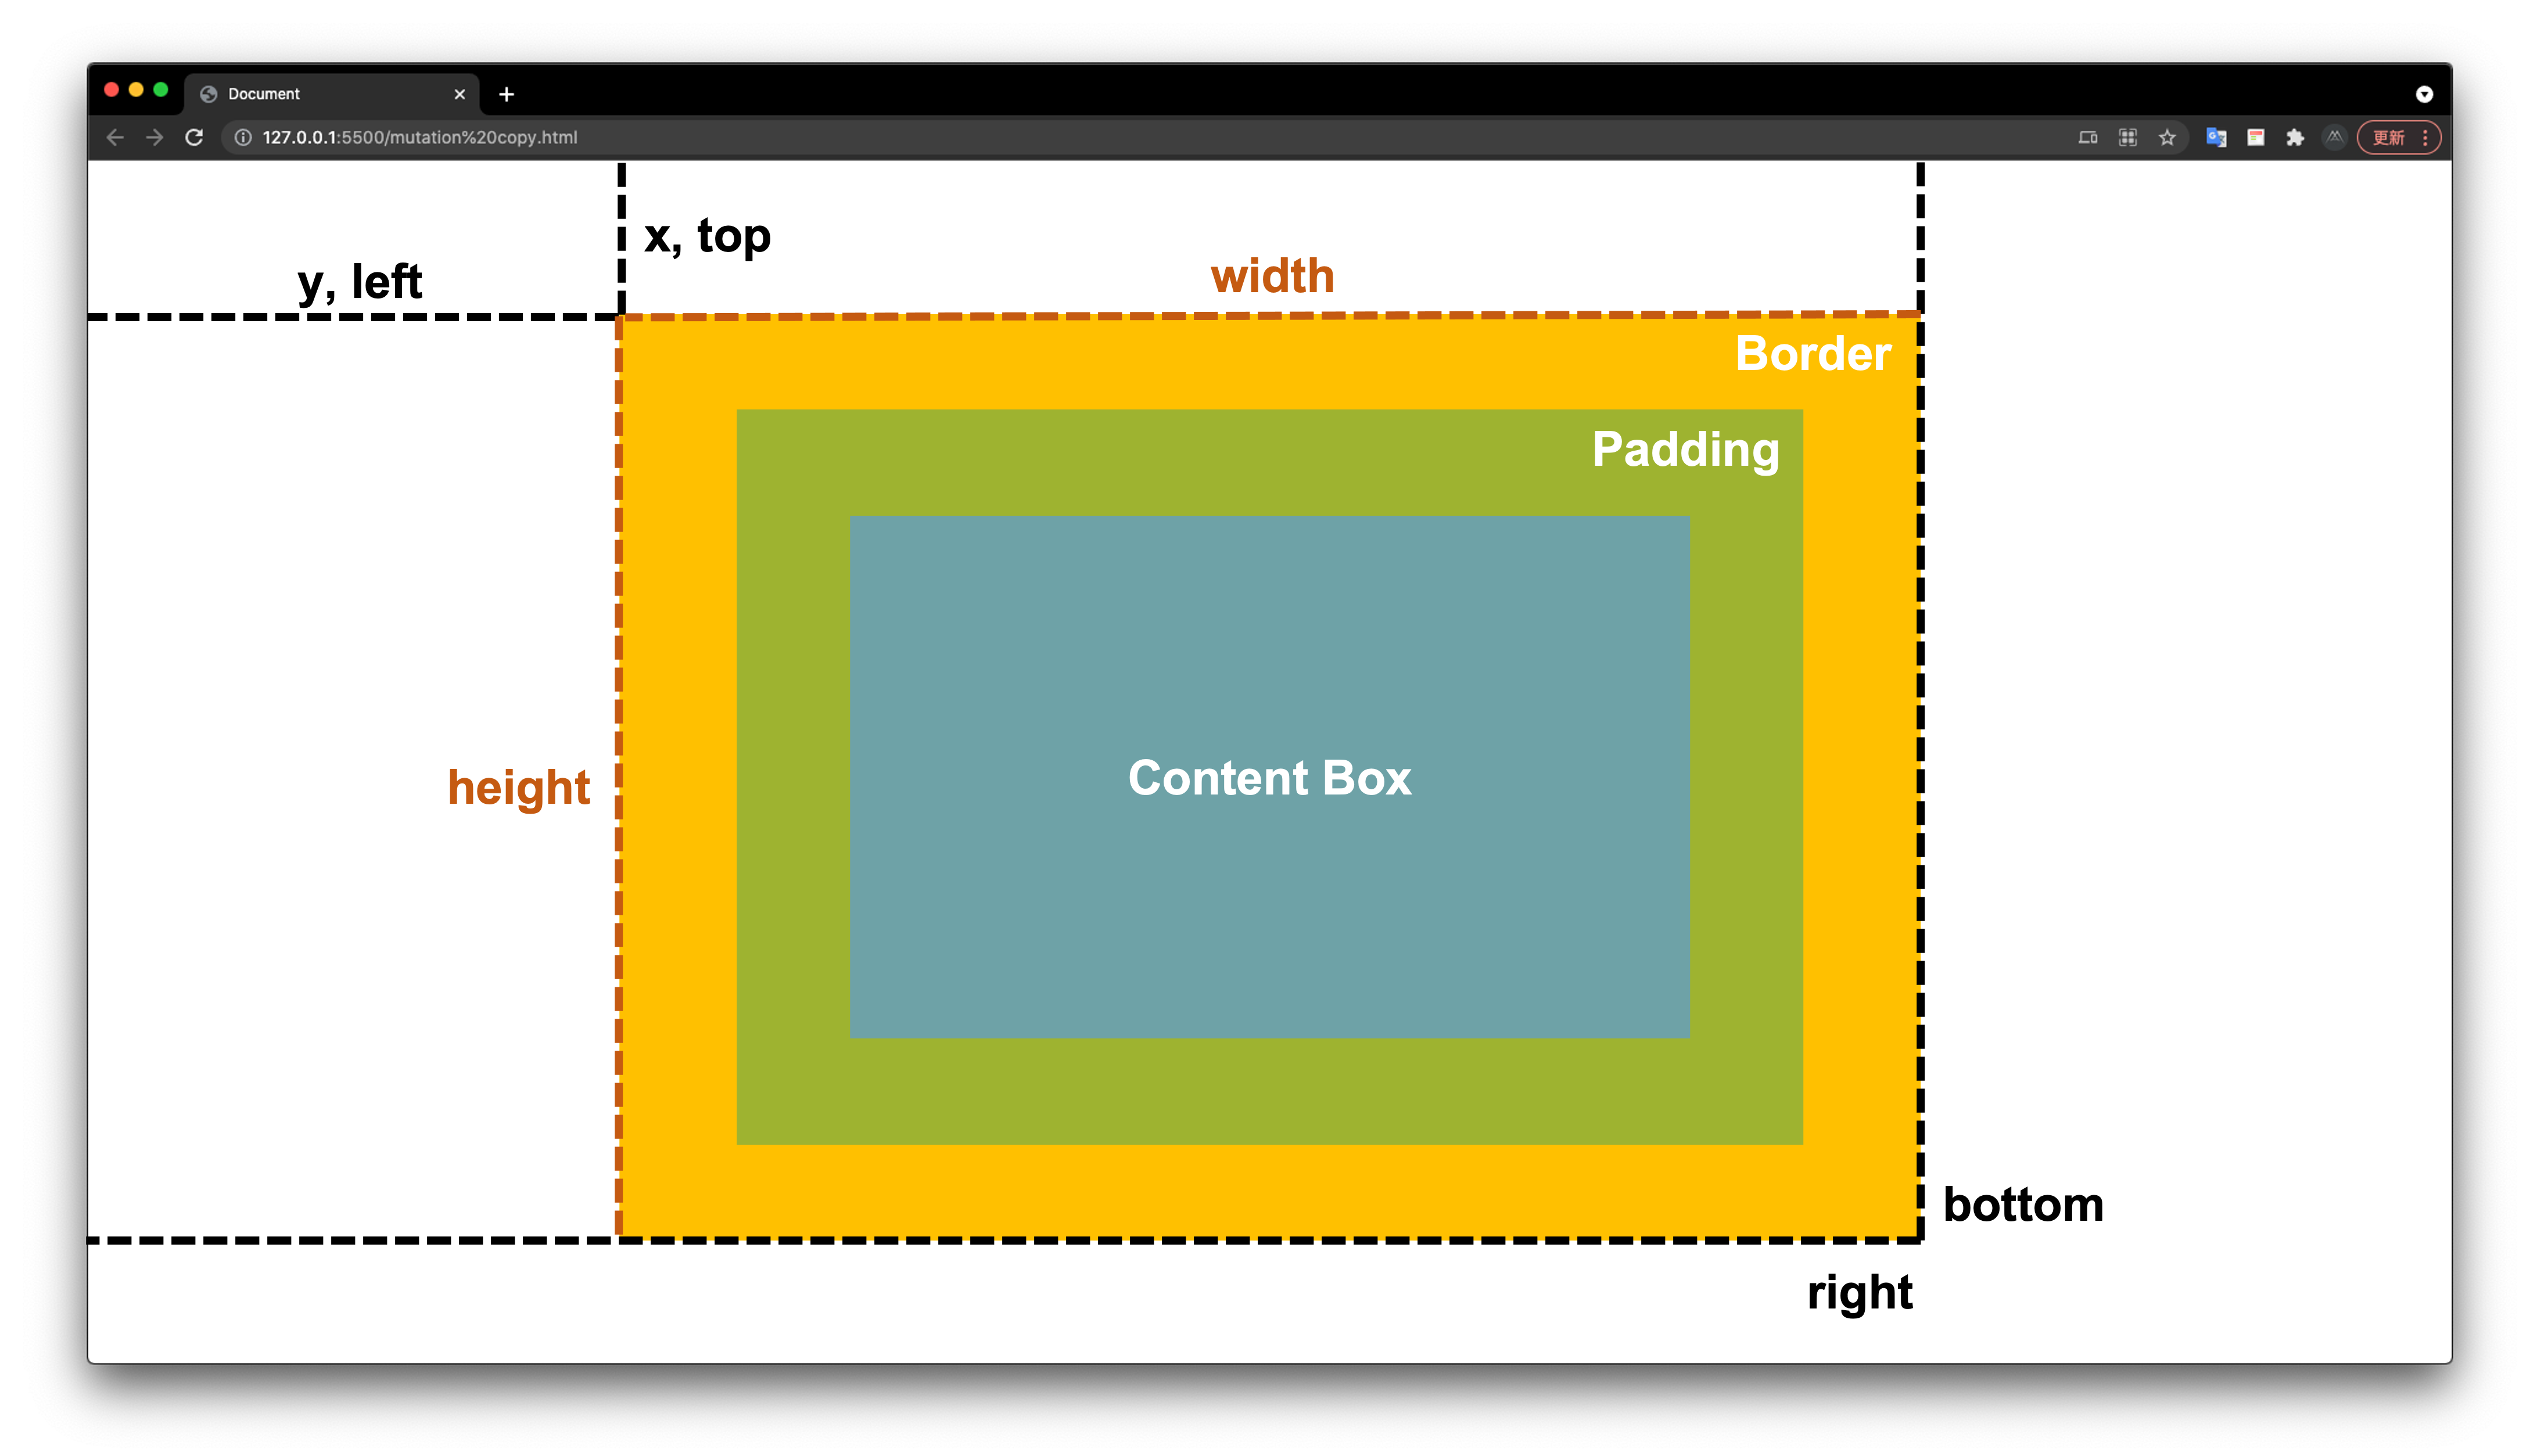 Document
127.0.0.1:5500/mutation%20copy.html
更新
x, top
y, left
width
Border
Padding
height
Content Box
bottom
right